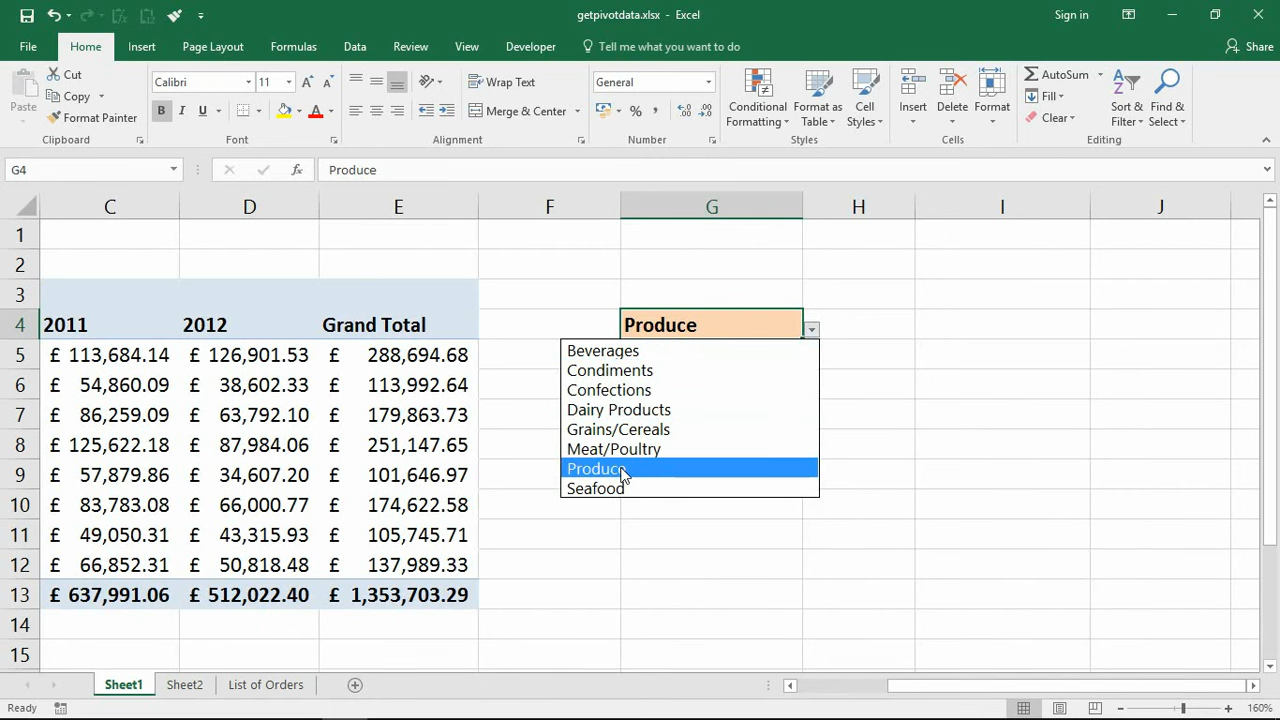 getpivotdata.xlsx - Excel
Sign in
File Home Insert Page Layout Formulas Data Review View Developer Tell me what you want to do Share
Paste
Cut
Copy
Format Painter
Clipboard
Calibri 11
B I U A
Font
Wrap Text
Merge & Center
Alignment
General
%
Number
Conditional Formatting
Format as Table
Cell Styles
Styles
Insert
Delete
Format
Cells
AutoSum
Fill
Clear
Sort & Filter
Find & Select
Editing
G4 fx Produce
C D E F G H I J
1
2
3
4 2011 2012 Grand Total Produce
5 £ 113,684.14 £ 126,901.53 £ 288,694.68
6 £ 54,860.09 £ 38,602.33 £ 113,992.64
7 £ 86,259.09 £ 63,792.10 £ 179,863.73
8 £ 125,622.18 £ 87,984.06 £ 251,147.65
9 £ 57,879.86 £ 34,607.20 £ 101,646.97
10 £ 83,783.08 £ 66,000.77 £ 174,622.58
11 £ 49,050.31 £ 43,315.93 £ 105,745.71
12 £ 66,852.31 £ 50,818.48 £ 137,989.33
13 £ 637,991.06 £ 512,022.40 £ 1,353,703.29
14
15
Beverages
Condiments
Confections
Dairy Products
Grains/Cereals
Meat/Poultry
Produce
Seafood
Sheet1 Sheet2 List of Orders
Ready
160%